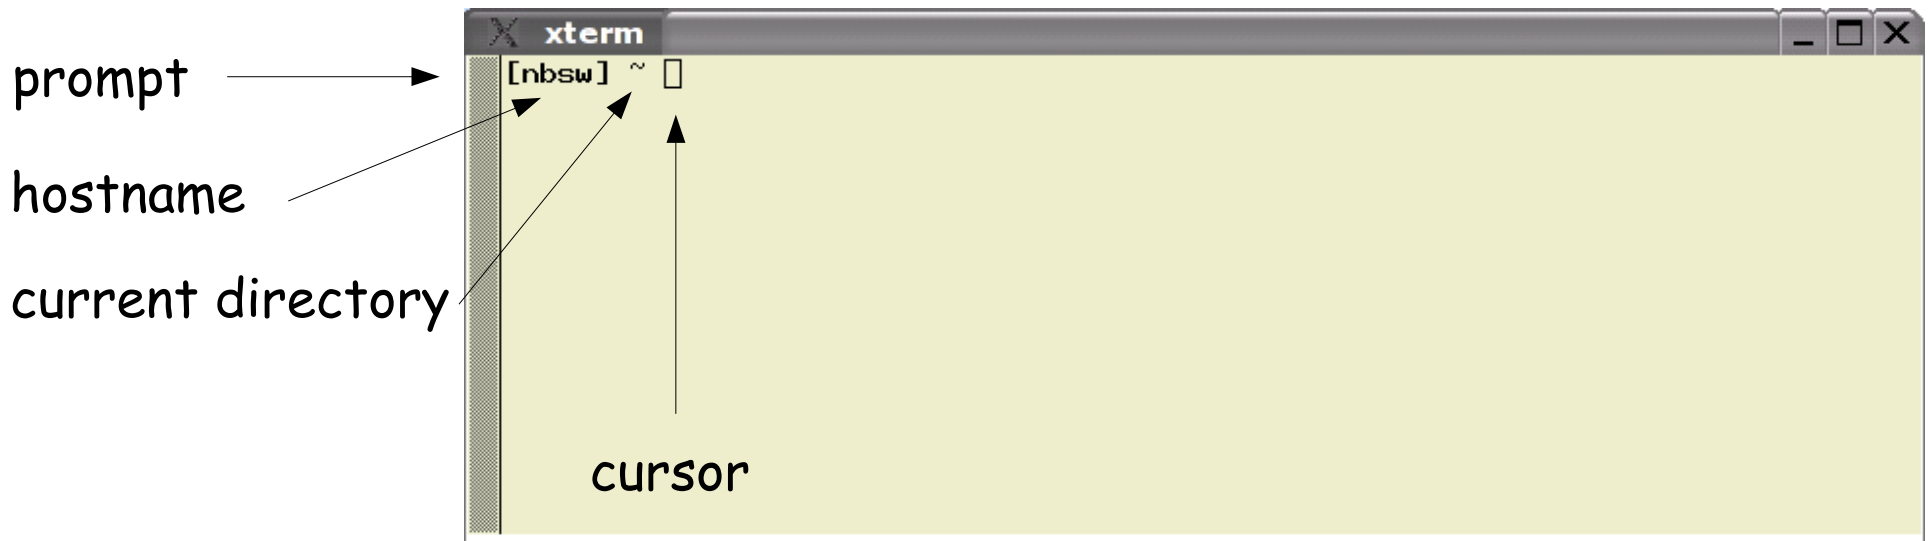 xterm
prompt
[nbsw] ~
hostname
current directory
cursor